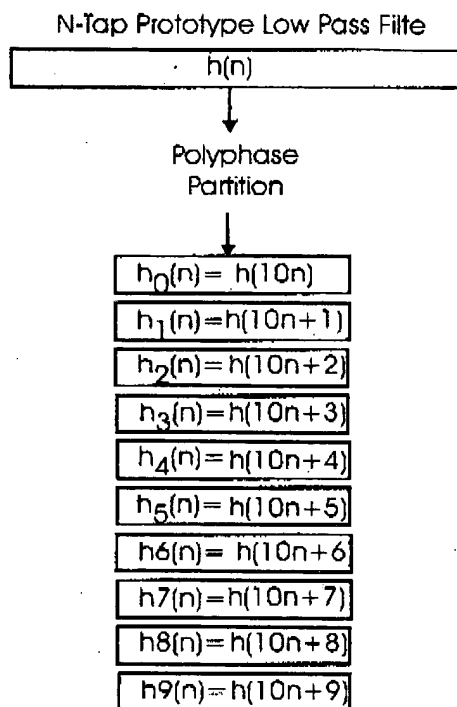 N-Tap Prototype Low Pass Filte
h(n)
Polyphase
Partition
h0(n)= h(10n)
h1(n)=h(10n+1)
h2(n)=h(10n+2)
h3(n)=h(10n+3)
h4(n)=h(10n+4)
h5(n)=h(10n+5)
h6(n)= h(10n+6
h7(n)=h(10n+7)
h8(n)=h(10n+8)
h9(n)=h(10n+9)